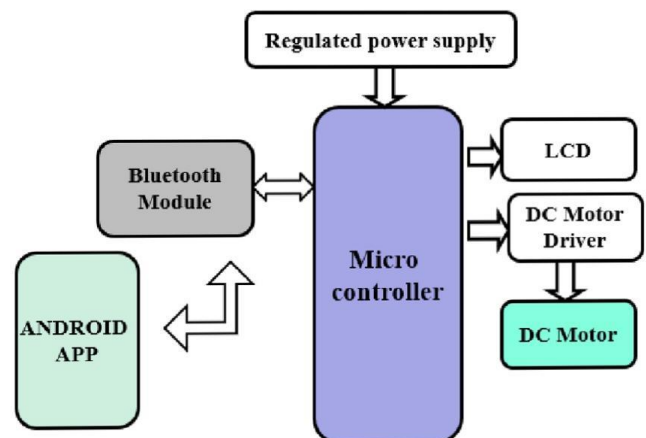 Regulated power supply
Bluetooth
Module
LCD
DC Motor
Driver
Micro
controller
ANDROID
APP
DC Motor